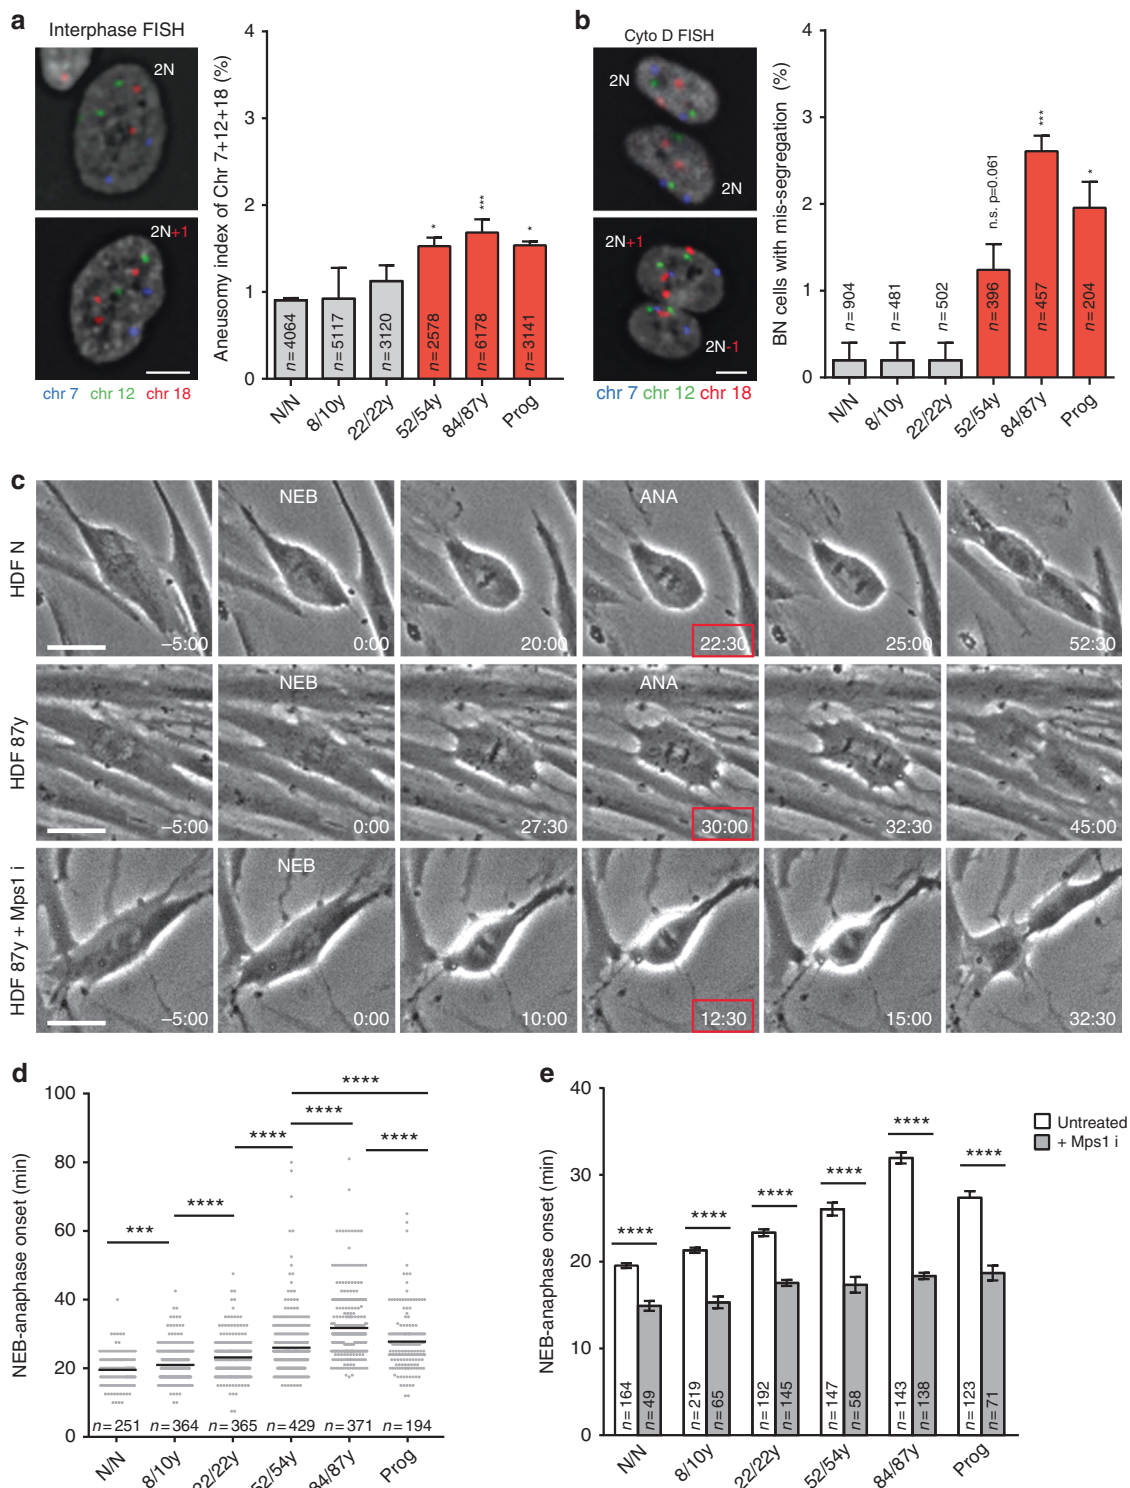 a
Interphase FISH
2N
2N+1
chr 7 chr 12 chr 18
Aneusomy index of Chr 7+12+18 (%)
4
3
2
1
0
n=4064
n=5117
n=3120
n=2578
n=6178
n=3141
*
***
*
N/N
8/10y
22/22y
52/54y
84/87y
Prog
b
Cyto D FISH
2N
2N
2N+1
2N-1
chr 7 chr 12 chr 18
BN cells with mis-segregation (%)
4
3
2
1
0
n=904
n=481
n=502
n=396
n=457
n=204
n.s. p=0.061
***
*
N/N
8/10y
22/22y
52/54y
84/87y
Prog
c
HDF N
NEB
ANA
–5:00
0:00
20:00
22:30
25:00
52:30
HDF 87y
NEB
ANA
–5:00
0:00
27:30
30:00
32:30
45:00
HDF 87y + Mps1 i
NEB
–5:00
0:00
10:00
12:30
15:00
32:30
d
NEB-anaphase onset (min)
100
80
60
40
20
0
***
****
****
****
****
****
n=251
n=364
n=365
n=429
n=371
n=194
N/N
8/10y
22/22y
52/54y
84/87y
Prog
e
NEB-anaphase onset (min)
40
30
20
10
0
****
****
****
****
****
****
Untreated
+ Mps1 i
n=164
n=49
n=219
n=65
n=192
n=145
n=147
n=58
n=143
n=138
n=123
n=71
N/N
8/10y
22/22y
52/54y
84/87y
Prog